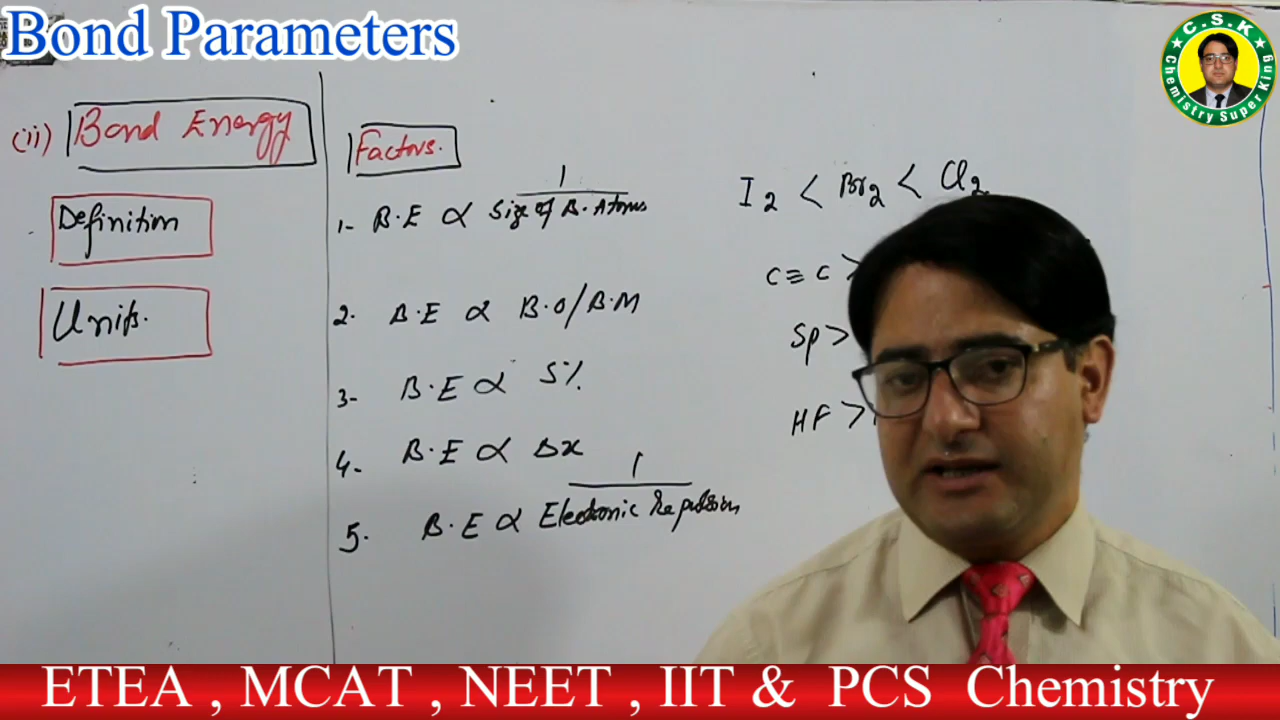 Bond Parameters
C.S.K
Chemistry Super King
(ii) Bond Energy
Definition
Units.
Factors.
1- B.E ∝ 1 / Size of B. Atoms
2. B.E ∝ B.O/B.M
3- B.E ∝ S%
4- B.E ∝ Δx
5. B.E ∝ 1 / Electronic Repulsion
I2 < Br2 < Cl2
C≡C >
Sp >
HF >
ETEA , MCAT , NEET , IIT & PCS Chemistry